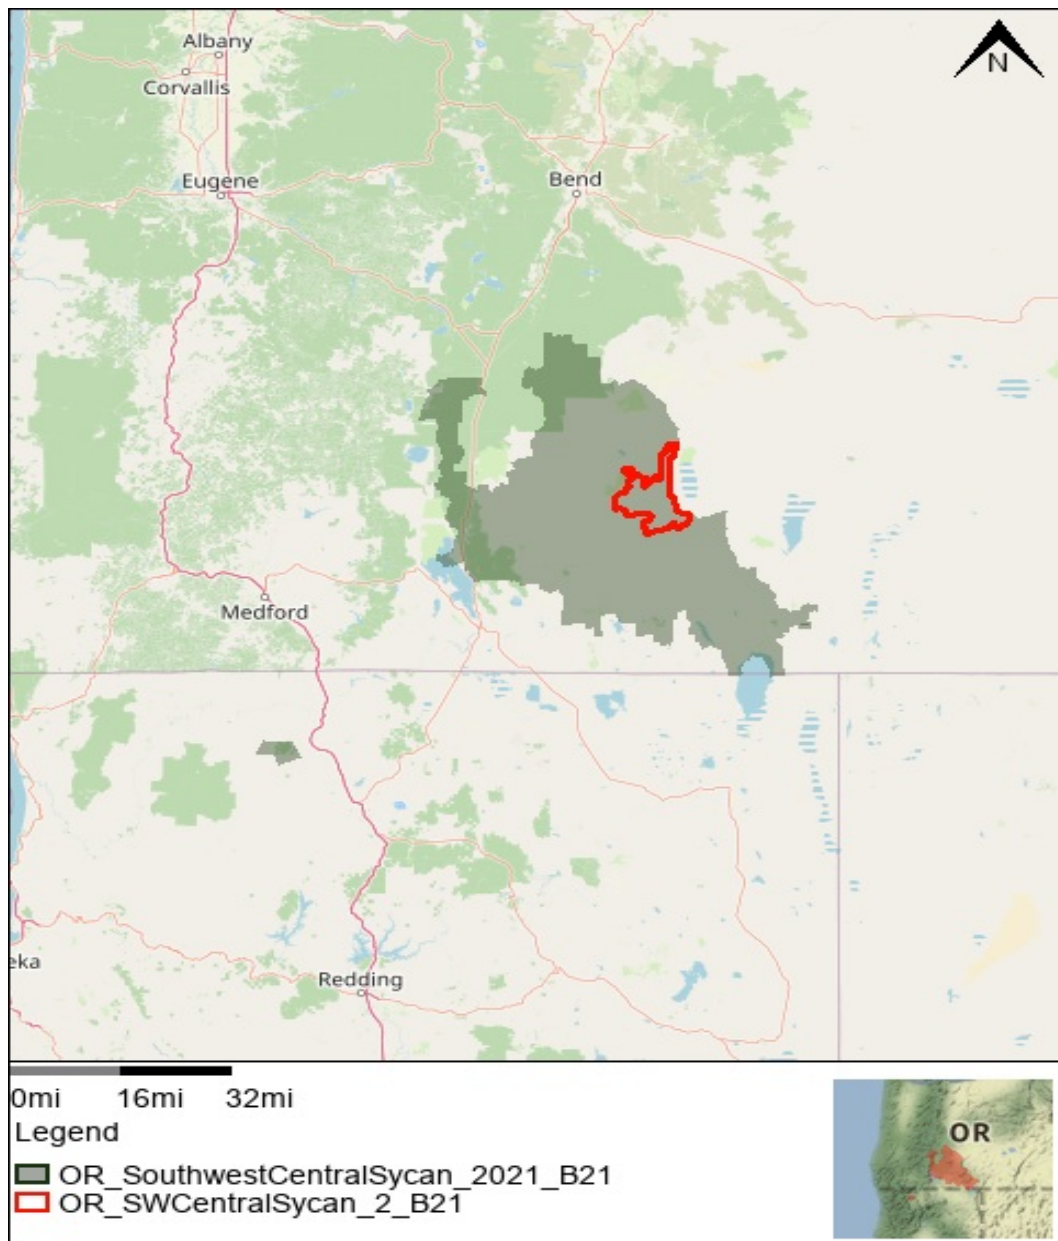 Albany
N
Corvallis
Eugene
Bend
Medford
eka
Redding
0mi 16mi 32mi
Legend
OR
OR_SouthwestCentralSycan_2021_B21
OR_SWCentralSycan_2_B21